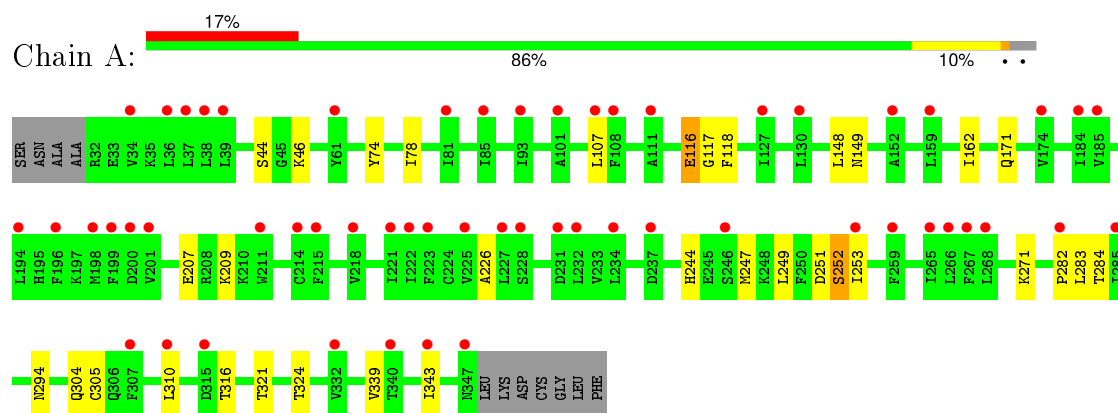 17%
Chain A:
86% 10% • •
SER ASN ALA ALA R32 E33 V34 K35 L36 L37 L38 L39 S44 G45 K46 Y61 Y74 I78 I81 I85 I93 A101 L107 F108 A111 E116 G117 F118 I127 L130 L148 N149 A152 L159 I162 Q171 V174 I184 V185
L194 H195 F196 K197 M198 F199 D200 V201 E207 R208 K209 K210 W211 C214 F215 V218 I221 I222 F223 C224 V225 A226 L227 S228 D231 L232 V233 L234 D237 H244 E245 S246 M247 K248 L249 F250 D251 S252 I253 F259 I265 L266 F267 L268 K271 P282 L283 T284 I285
N294 Q304 C305 Q306 F307 L310 D315 T316 T321 T324 V332 V339 T340 I343 N347 LEU LYS ASP CYS GLY LEU PHE